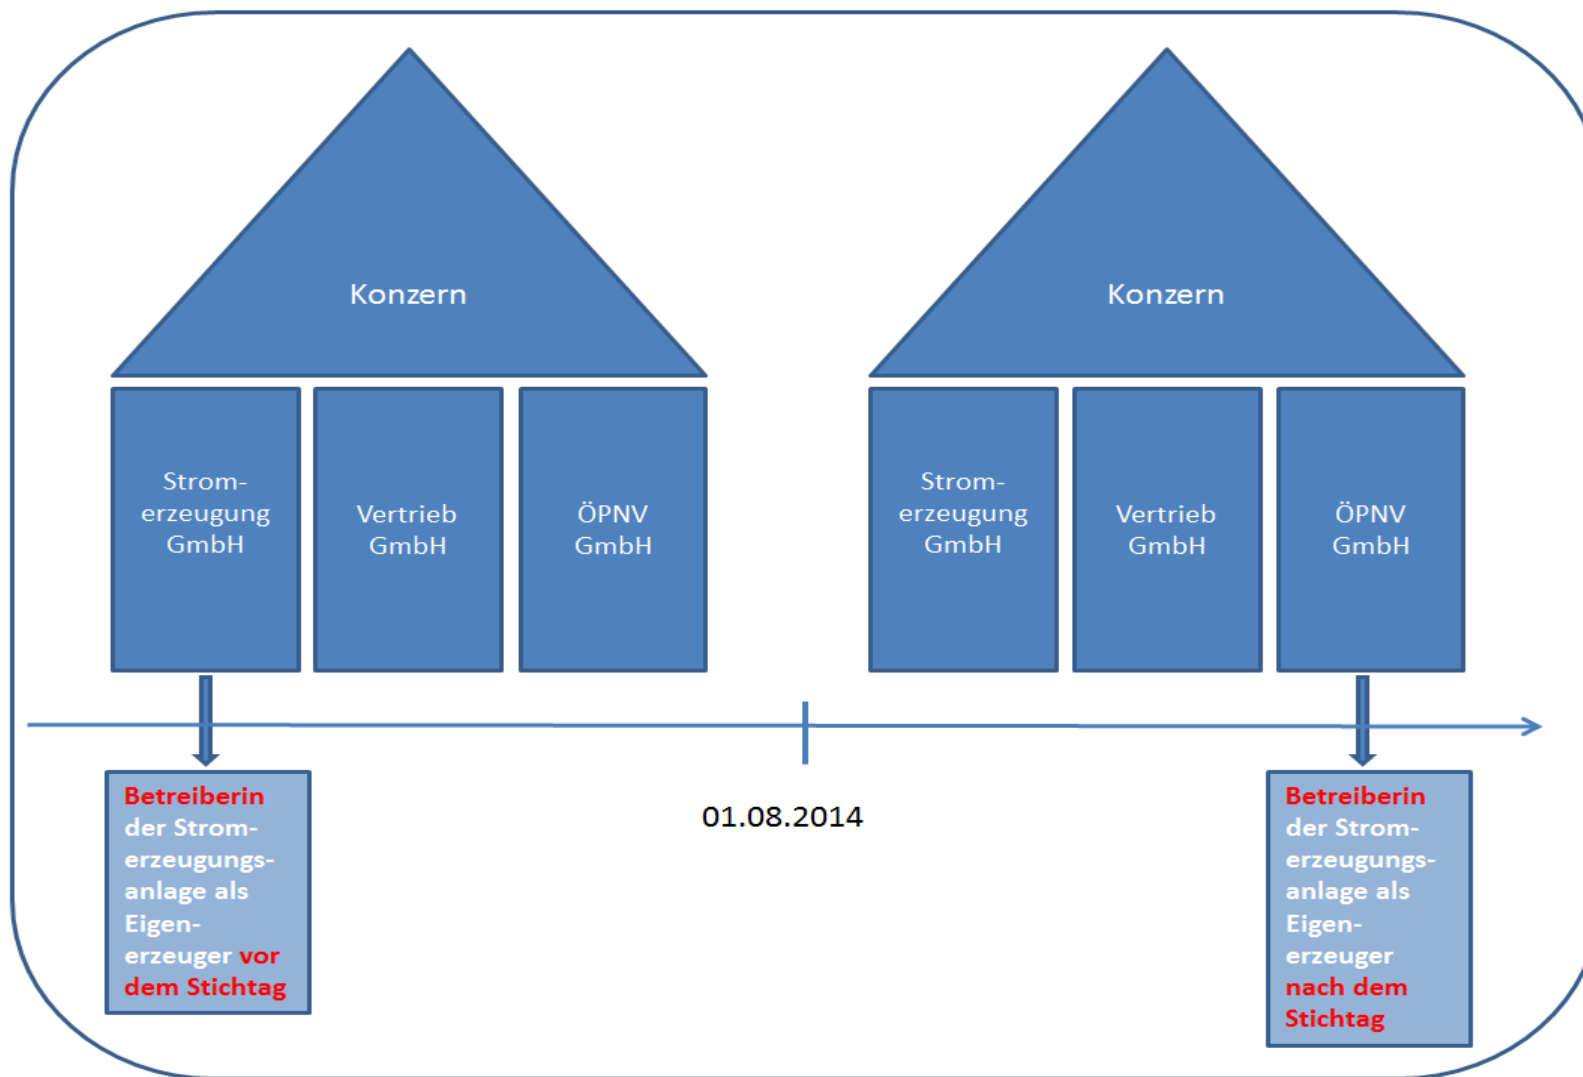 Konzern
Strom-
erzeugung
GmbH
Vertrieb
GmbH
ÖPNV
GmbH
Konzern
Strom-
erzeugung
GmbH
Vertrieb
GmbH
ÖPNV
GmbH
Betreiberin
der Strom-
erzeugungs-
anlage als
Eigen-
erzeuger vor
dem Stichtag
01.08.2014
Betreiberin
der Strom-
erzeugungs-
anlage als
Eigen-
erzeuger
nach dem
Stichtag